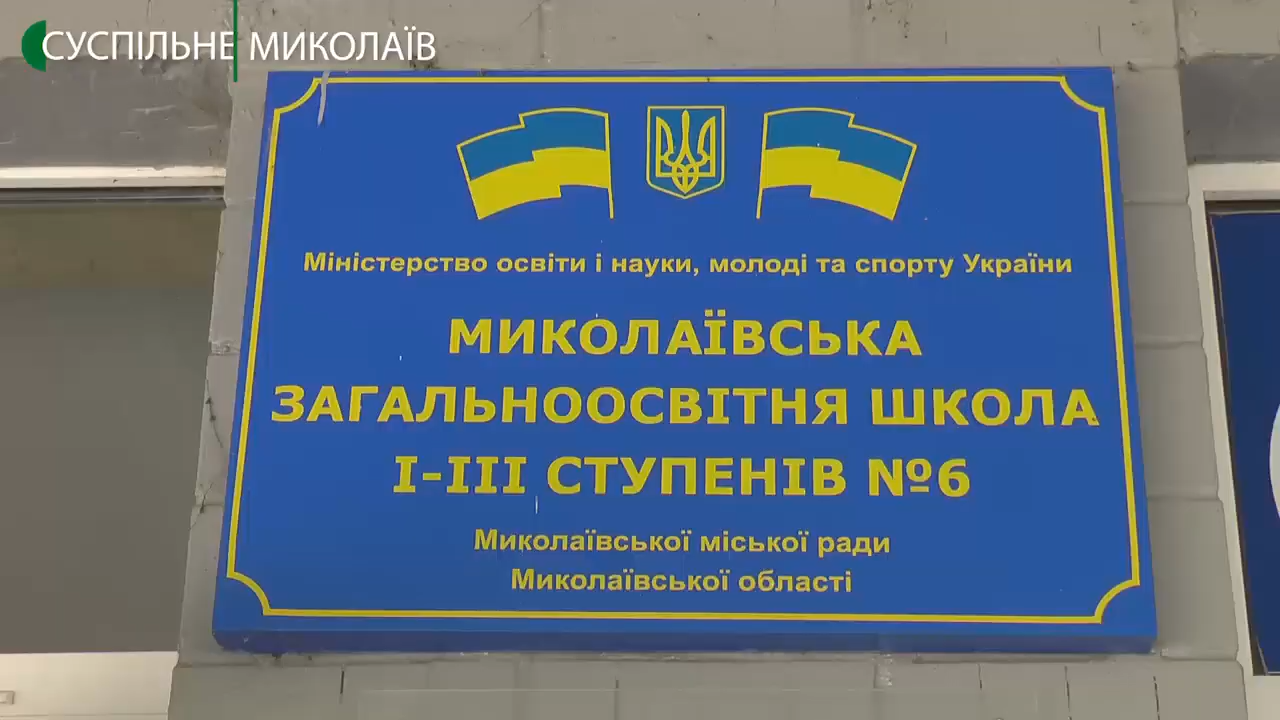 СУСПІЛЬНЕ МИКОЛАЇВ
Міністерство освіти і науки, молоді та спорту України
МИКОЛАЇВСЬКА
ЗАГАЛЬНООСВІТНЯ ШКОЛА
І-ІІІ СТУПЕНІВ №6
Миколаївської міської ради
Миколаївської області